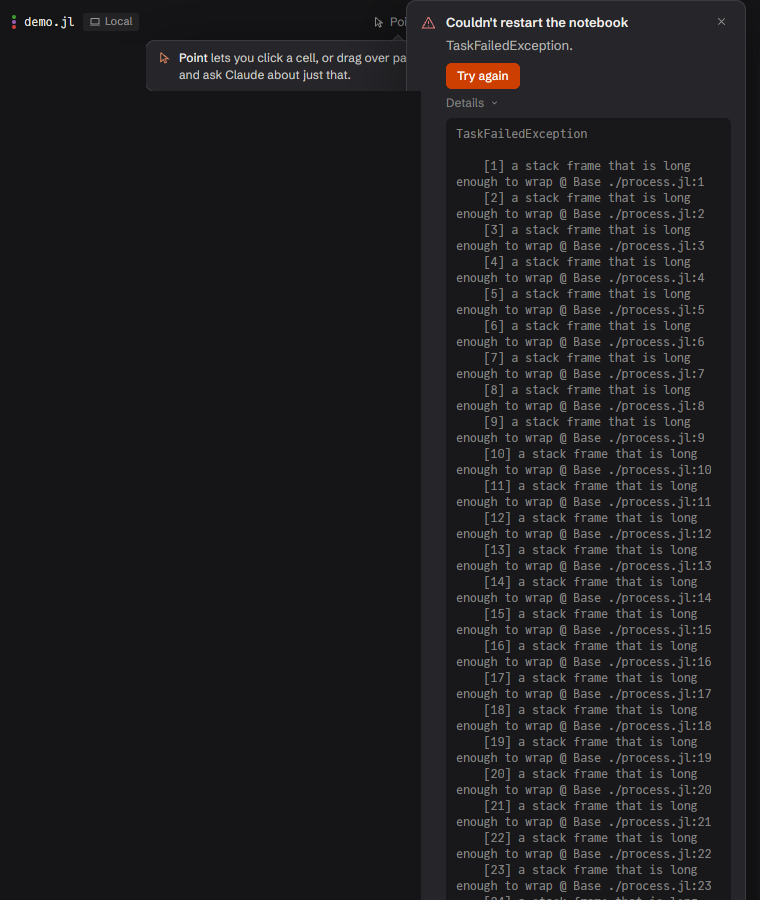 demo.jl
Local
Poi
Point lets you click a cell, or drag over pa
and ask Claude about just that.
Couldn't restart the notebook
TaskFailedException.
Try again
Details
TaskFailedException
[1] a stack frame that is long
enough to wrap @ Base ./process.jl:1
[2] a stack frame that is long
enough to wrap @ Base ./process.jl:2
[3] a stack frame that is long
enough to wrap @ Base ./process.jl:3
[4] a stack frame that is long
enough to wrap @ Base ./process.jl:4
[5] a stack frame that is long
enough to wrap @ Base ./process.jl:5
[6] a stack frame that is long
enough to wrap @ Base ./process.jl:6
[7] a stack frame that is long
enough to wrap @ Base ./process.jl:7
[8] a stack frame that is long
enough to wrap @ Base ./process.jl:8
[9] a stack frame that is long
enough to wrap @ Base ./process.jl:9
[10] a stack frame that is long
enough to wrap @ Base ./process.jl:10
[11] a stack frame that is long
enough to wrap @ Base ./process.jl:11
[12] a stack frame that is long
enough to wrap @ Base ./process.jl:12
[13] a stack frame that is long
enough to wrap @ Base ./process.jl:13
[14] a stack frame that is long
enough to wrap @ Base ./process.jl:14
[15] a stack frame that is long
enough to wrap @ Base ./process.jl:15
[16] a stack frame that is long
enough to wrap @ Base ./process.jl:16
[17] a stack frame that is long
enough to wrap @ Base ./process.jl:17
[18] a stack frame that is long
enough to wrap @ Base ./process.jl:18
[19] a stack frame that is long
enough to wrap @ Base ./process.jl:19
[20] a stack frame that is long
enough to wrap @ Base ./process.jl:20
[21] a stack frame that is long
enough to wrap @ Base ./process.jl:21
[22] a stack frame that is long
enough to wrap @ Base ./process.jl:22
[23] a stack frame that is long
enough to wrap @ Base ./process.jl:23